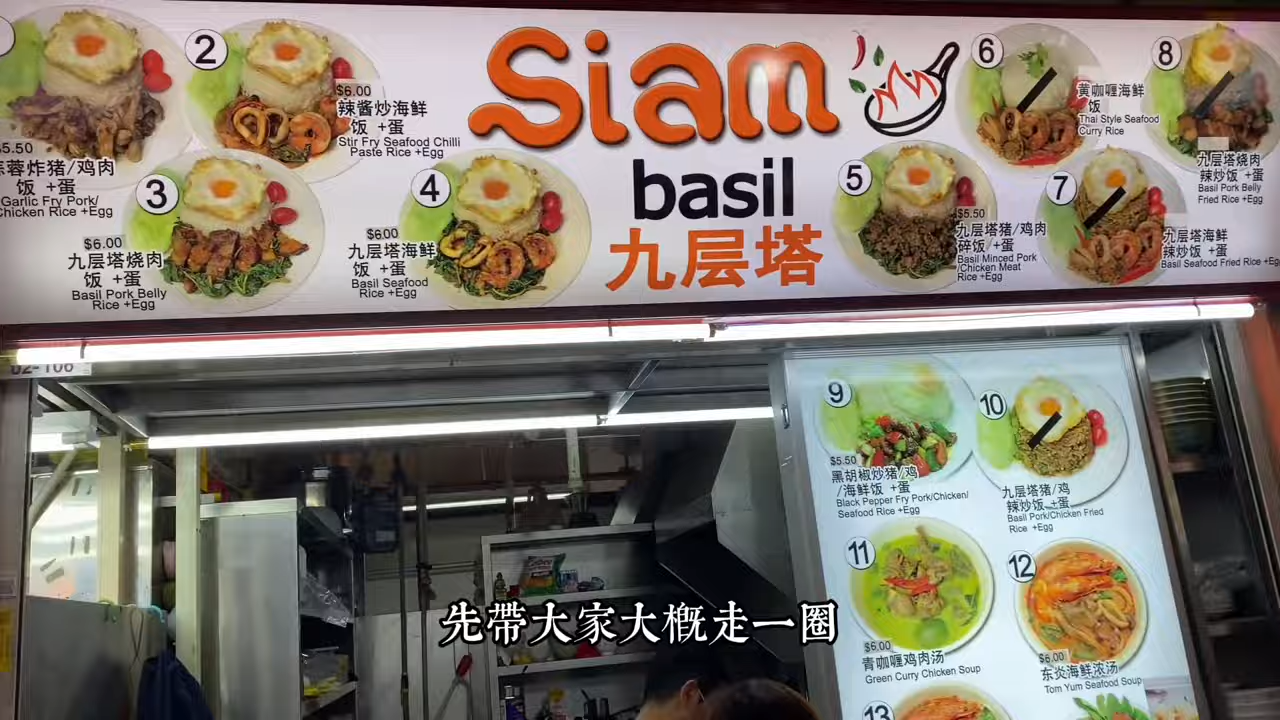 $5.50
蒜蓉炸猪/鸡肉
饭 +蛋
Garlic Fry Pork/
Chicken Rice +Egg
2
$6.00
辣酱炒海鲜
饭 +蛋
Stir Fry Seafood Chilli
Paste Rice +Egg
3
$6.00
九层塔烧肉
饭 +蛋
Basil Pork Belly
Rice +Egg
4
$6.00
九层塔海鲜
饭 +蛋
Basil Seafood
Rice +Egg
Siam
basil
九层塔
5
$5.50
九层塔猪/鸡肉
碎饭 +蛋
Basil Minced Pork
/Chicken Meat
Rice +Egg
6
黄咖喱海鲜
饭
Thai Style Seafood
Curry Rice
7
九层塔海鲜
辣炒饭 +蛋
Basil Seafood Fried Rice +Egg
8
九层塔烧肉
辣炒饭 +蛋
Basil Pork Belly
Fried Rice +Egg
02-106
9
$5.50
黑胡椒炒猪/鸡
/海鲜饭 +蛋
Black Pepper Fry Pork/Chicken/
Seafood Rice +Egg
10
九层塔猪/鸡
辣炒饭 +蛋
Basil Pork/Chicken Fried
Rice +Egg
11
$6.00
青咖喱鸡肉汤
Green Curry Chicken Soup
12
$6.00
东炎海鲜浓汤
Tom Yum Seafood Soup
13
先帶大家大概走一圈